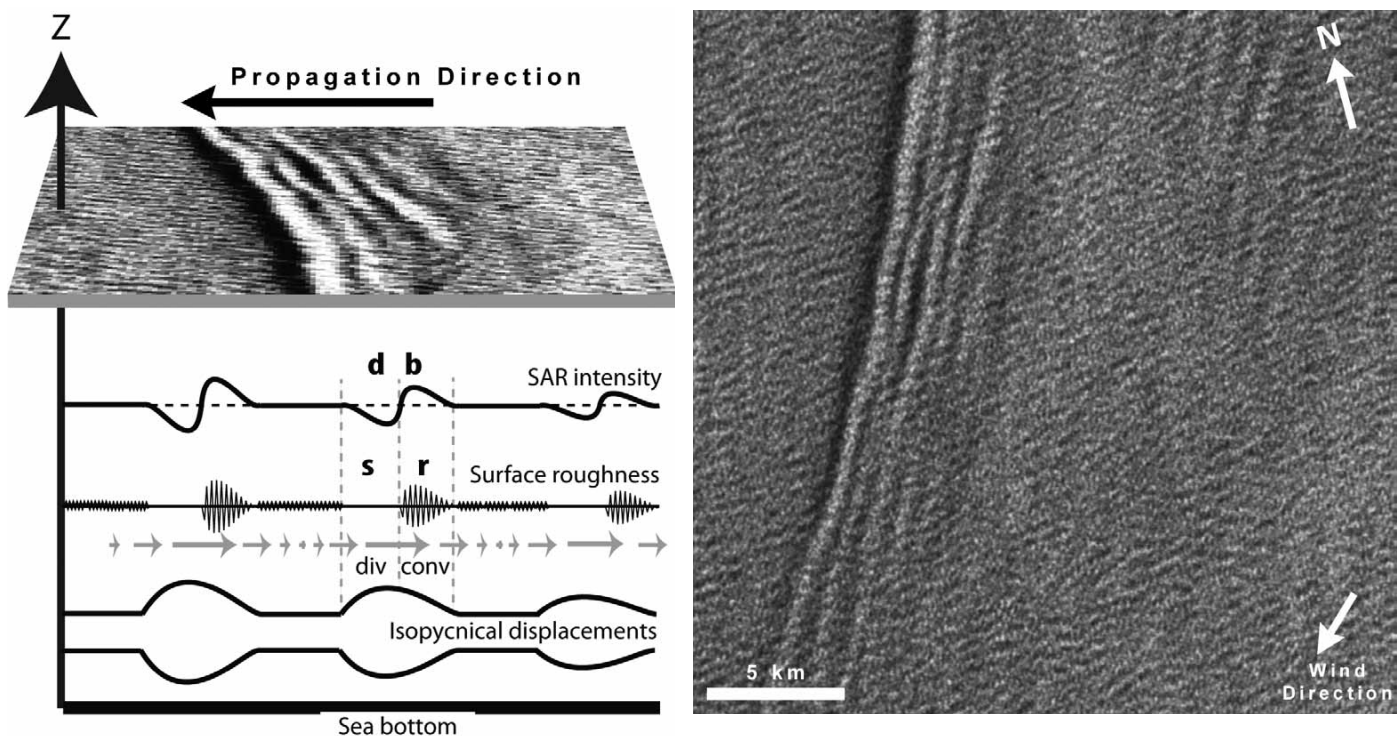 Z
Propagation Direction
d b
SAR intensity
s r
Surface roughness
div conv
Isopycnical displacements
Sea bottom
N
5 km
Wind
Direction